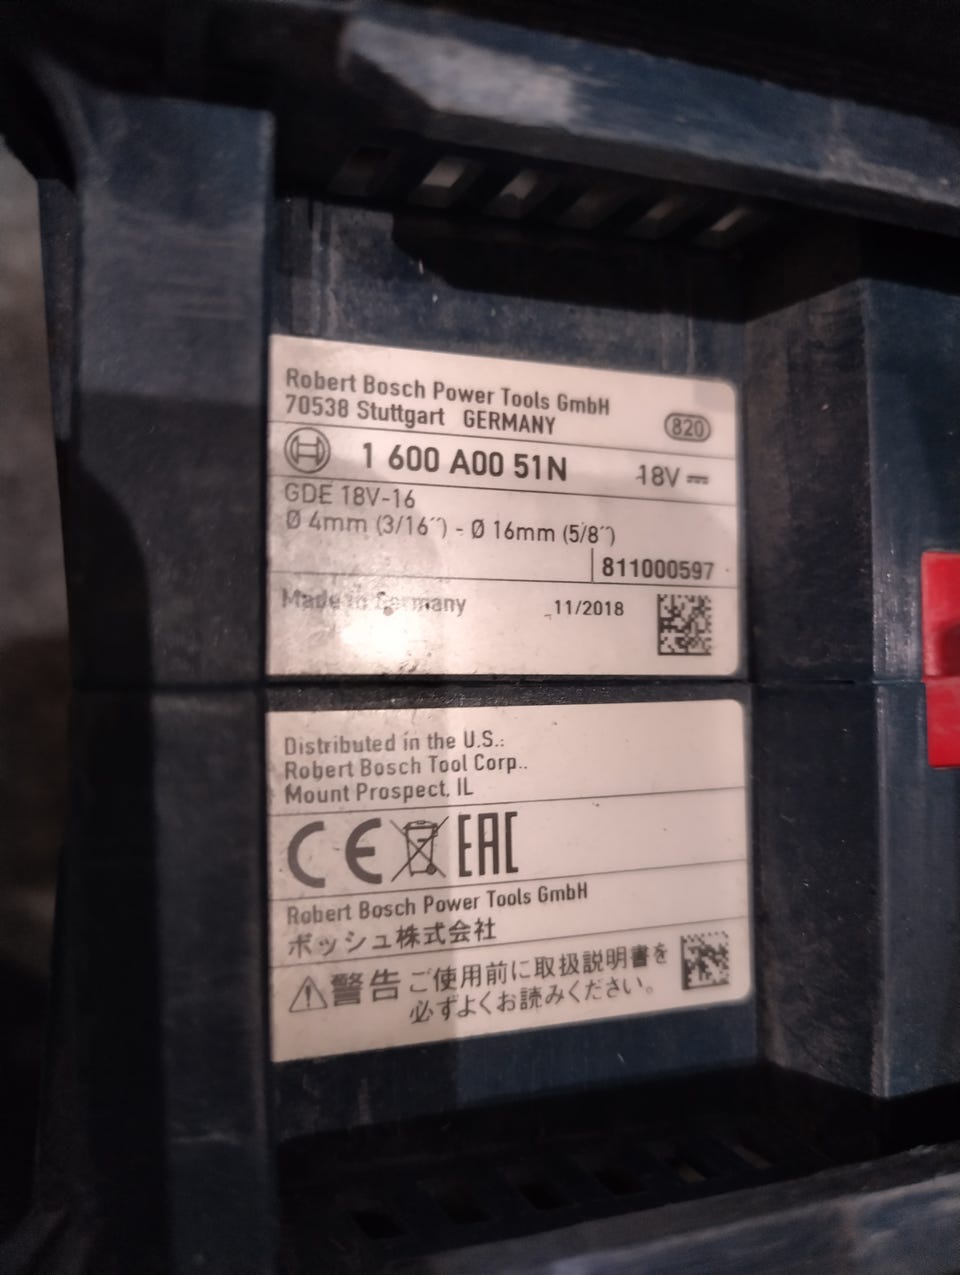 Robert Bosch Power Tools GmbH
70538 Stuttgart GERMANY
820
1 600 A00 51N 18V
GDE 18V-16
Ø 4mm (3/16˝) - Ø 16mm (5/8˝)
811000597
Made in Germany 11/2018
Distributed in the U.S.:
Robert Bosch Tool Corp..
Mount Prospect, IL
CE EAC
Robert Bosch Power Tools GmbH
ボッシュ株式会社
警告 ご使用前に取扱説明書を
必ずよくお読みください。